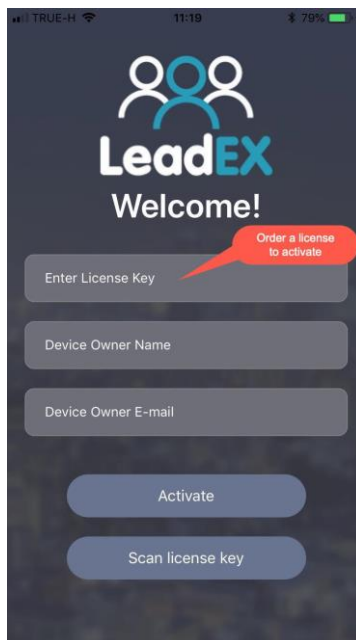 TRUE-H 11:19 79%
LeadEX
Welcome!
Order a license
to activate
Enter License Key
Device Owner Name
Device Owner E-mail
Activate
Scan license key